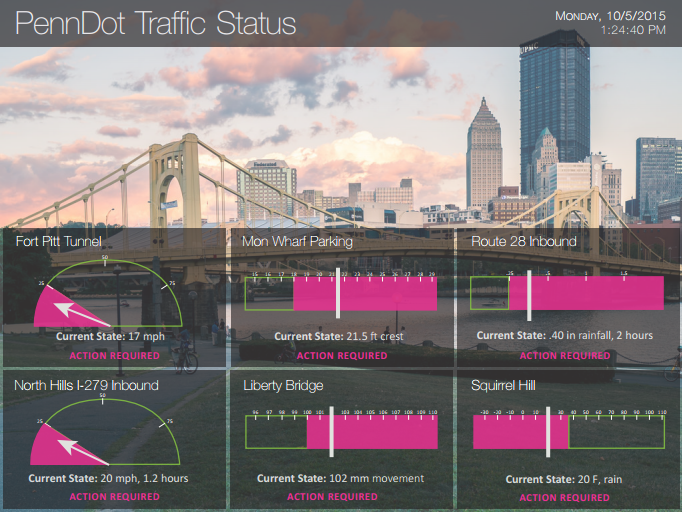 PennDot Traffic Status
Monday, 10/5/2015
1:24:40 PM
Fort Pitt Tunnel
25 50 75
Current State: 17 mph
ACTION REQUIRED
Mon Wharf Parking
15 16 17 18 19 20 21 22 23 24 25 26 27 28 29
Current State: 21.5 ft crest
ACTION REQUIRED
Route 28 Inbound
.25 .5 1 1.5
Current State: .40 in rainfall, 2 hours
ACTION REQUIRED
North Hills I-279 Inbound
25 50 75
Current State: 20 mph, 1.2 hours
ACTION REQUIRED
Liberty Bridge
96 97 98 99 100 101 103 104 105 106 107 108 109 110
Current State: 102 mm movement
ACTION REQUIRED
Squirrel Hill
-30 -20 -10 0 10 30 40 50 60 70 80 90 100 110
Current State: 20 F, rain
ACTION REQUIRED